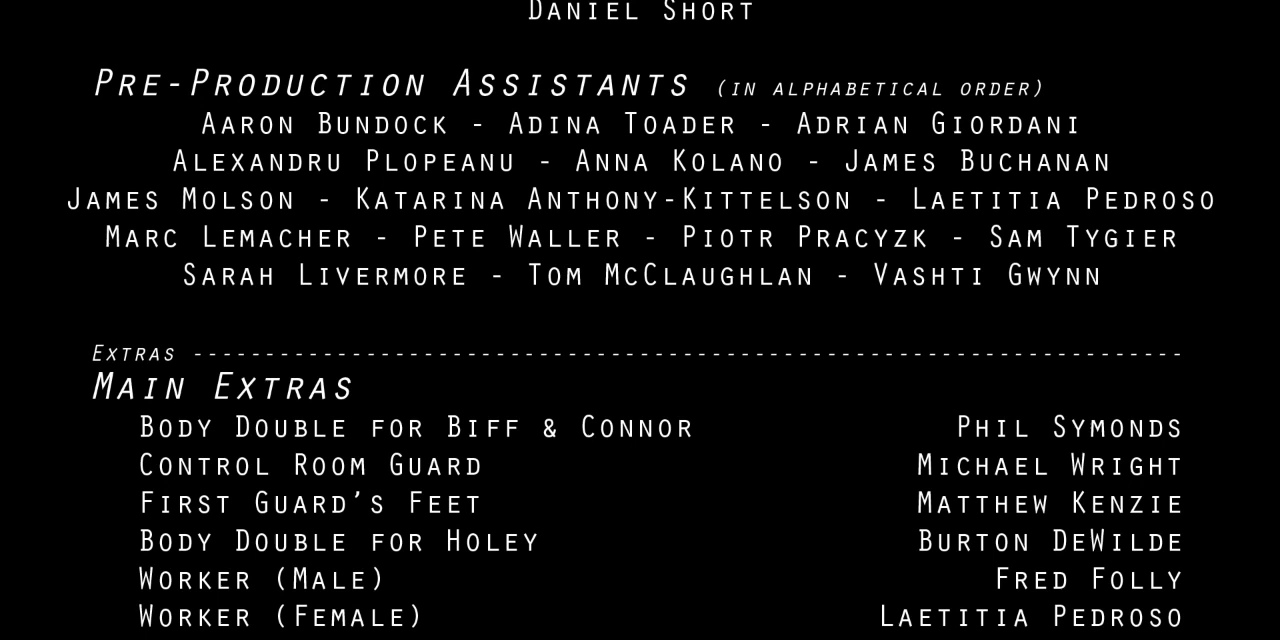 Daniel Short
Pre-Production Assistants (in alphabetical order)
Aaron Bundock - Adina Toader - Adrian Giordani
Alexandru Plopeanu - Anna Kolano - James Buchanan
James Molson - Katarina Anthony-Kittelson - Laetitia Pedroso
Marc Lemacher - Pete Waller - Piotr Pracyzk - Sam Tygier
Sarah Livermore - Tom McClaughlan - Vashti Gwynn
Extras -----------------------------------------------------------------------
Main Extras
Body Double for Biff & Connor Phil Symonds
Control Room Guard Michael Wright
First Guard's Feet Matthew Kenzie
Body Double for Holey Burton DeWilde
Worker (Male) Fred Folly
Worker (Female) Laetitia Pedroso